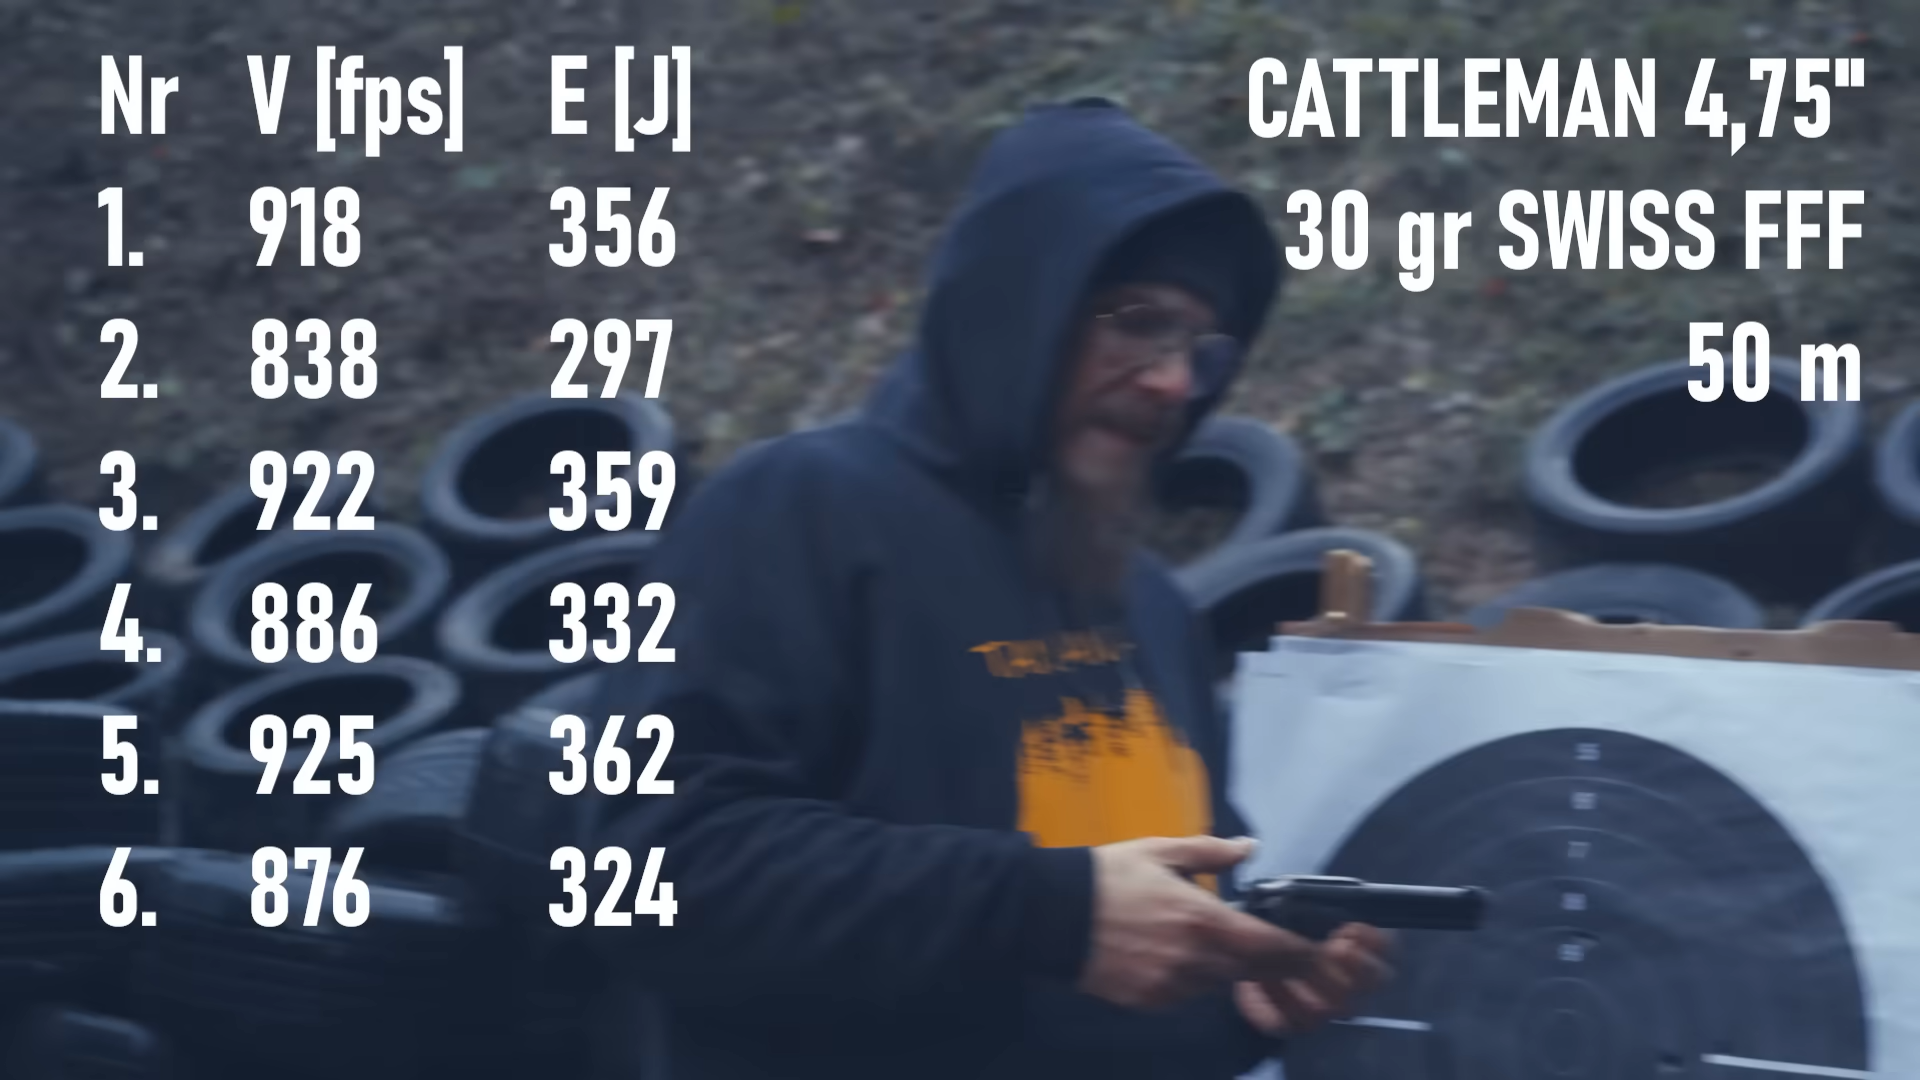 Nr V [fps] E [J]
1. 918 356
2. 838 297
3. 922 359
4. 886 332
5. 925 362
6. 876 324
CATTLEMAN 4,75"
30 gr SWISS FFF
50 m